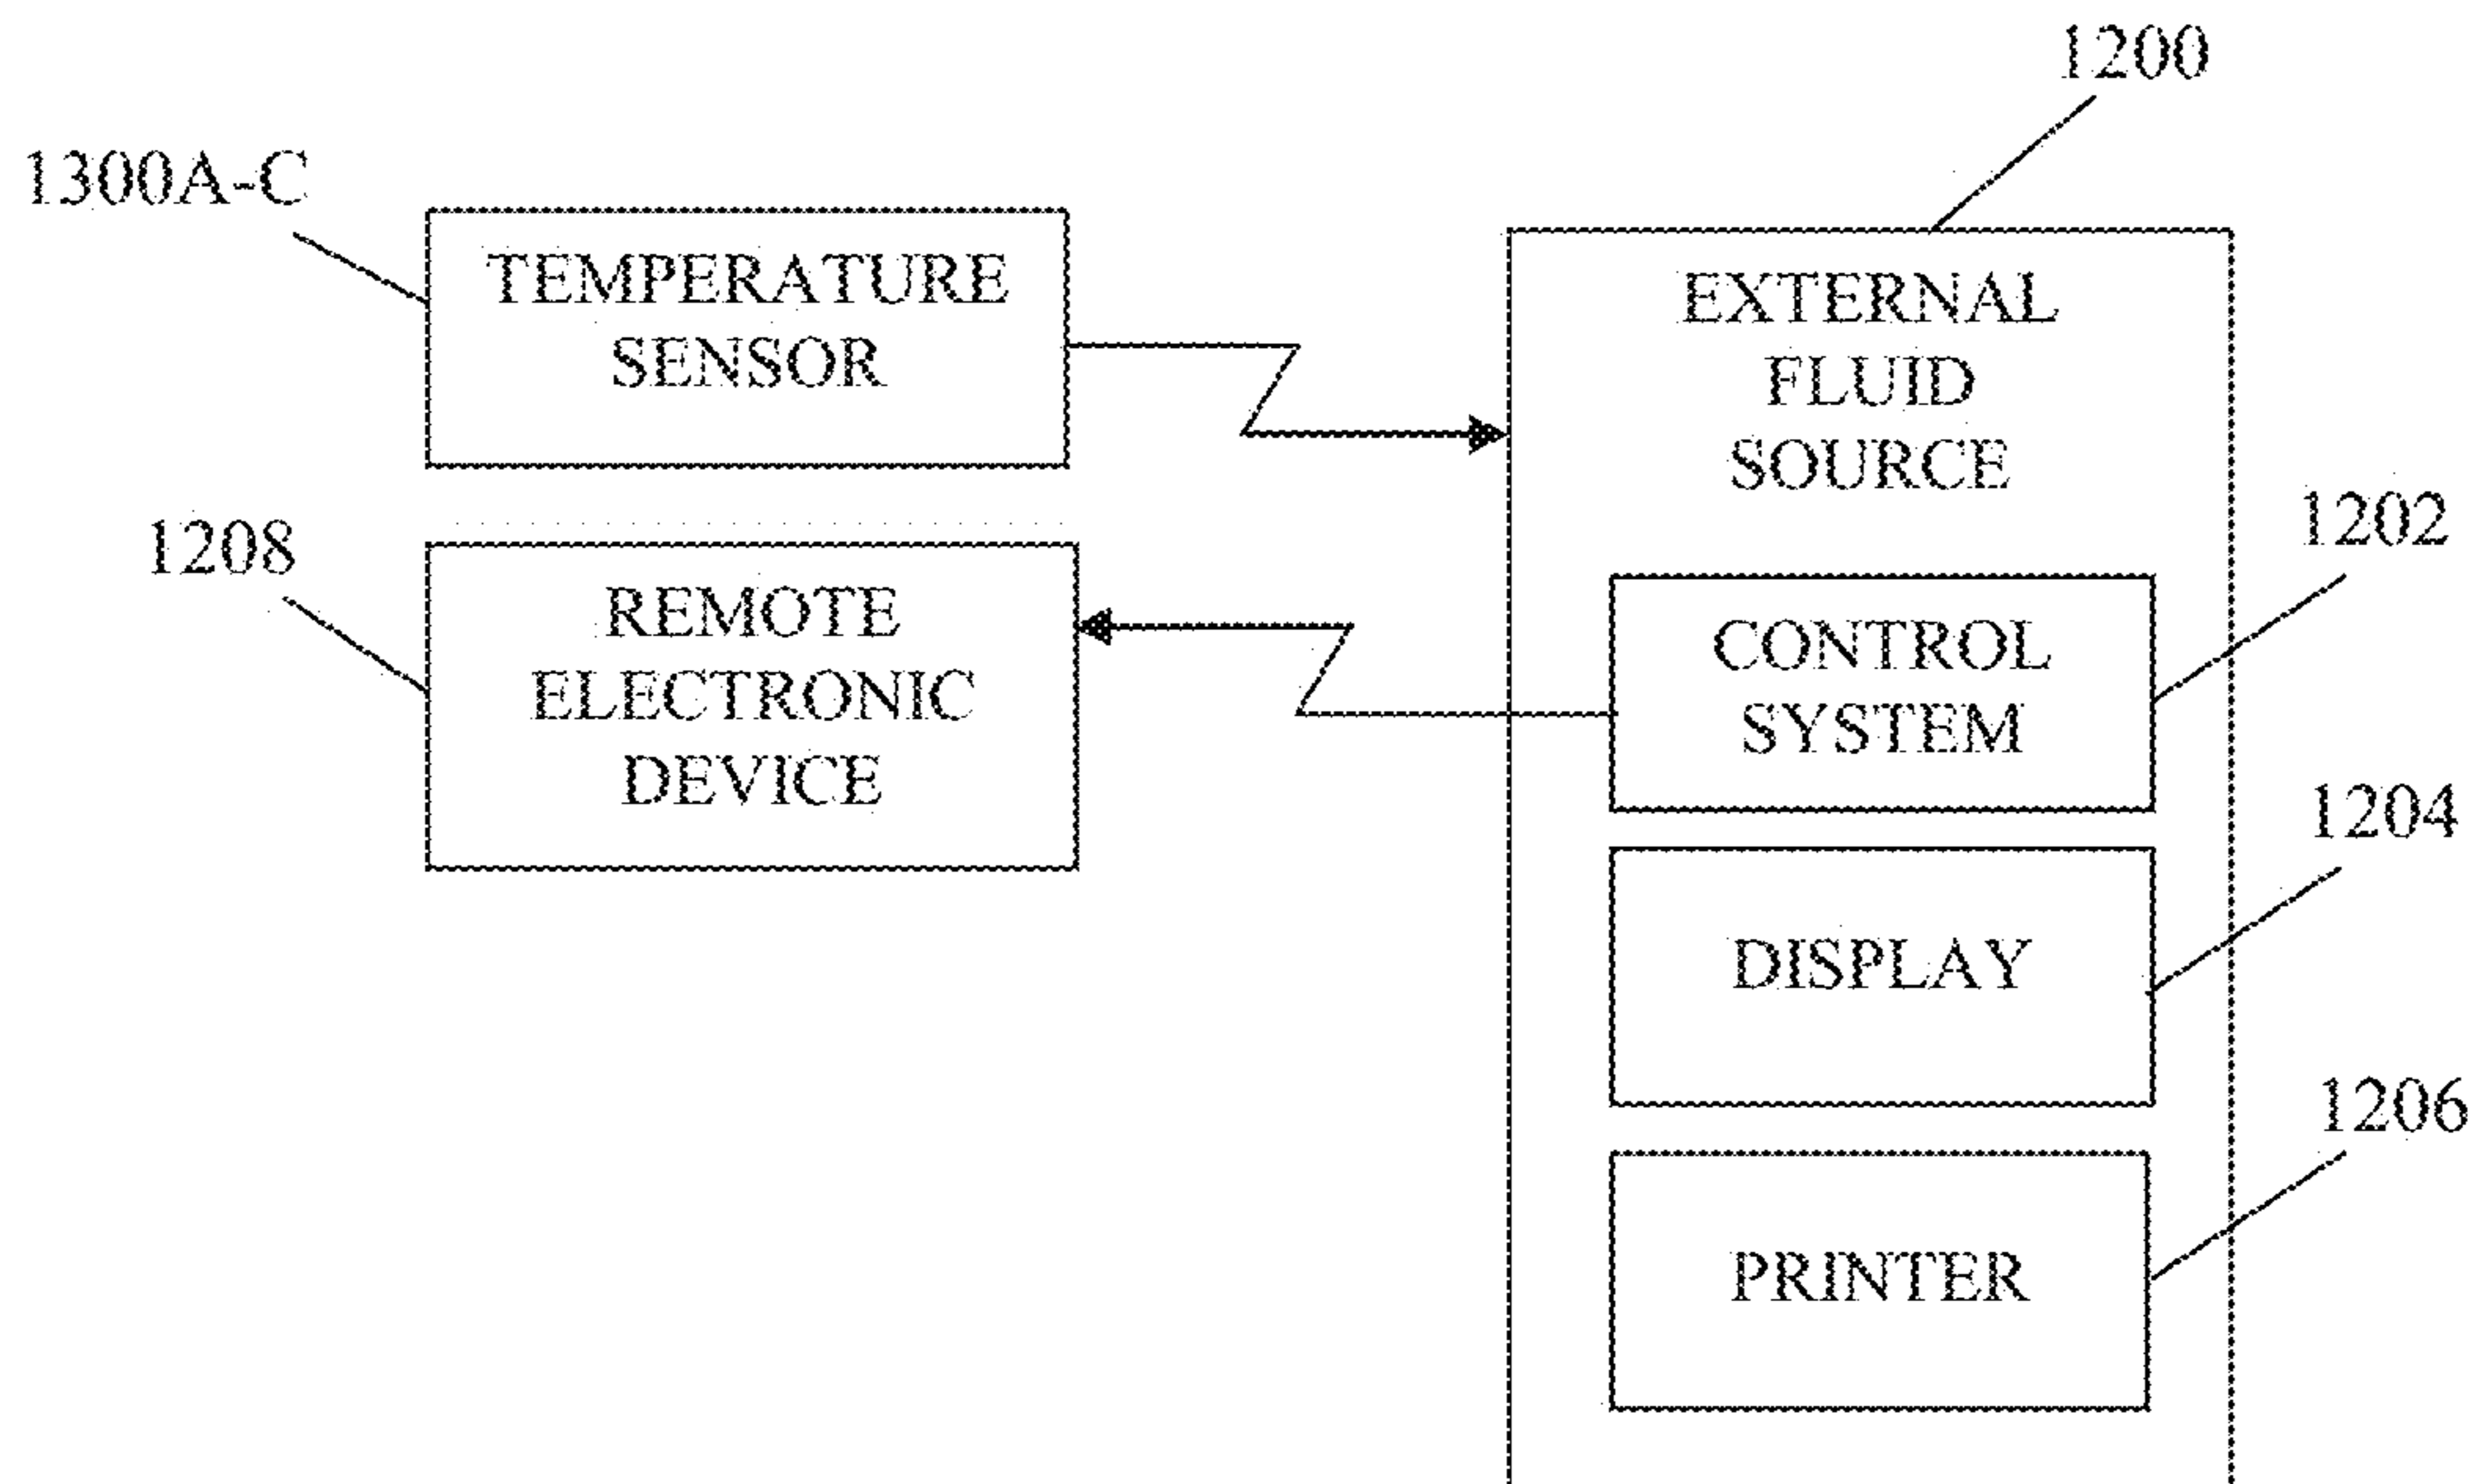 1200
1300A-C
TEMPERATURE
SENSOR
EXTERNAL
FLUID
SOURCE
1208
1202
REMOTE
ELECTRONIC
DEVICE
CONTROL
SYSTEM
1204
DISPLAY
1206
PRINTER